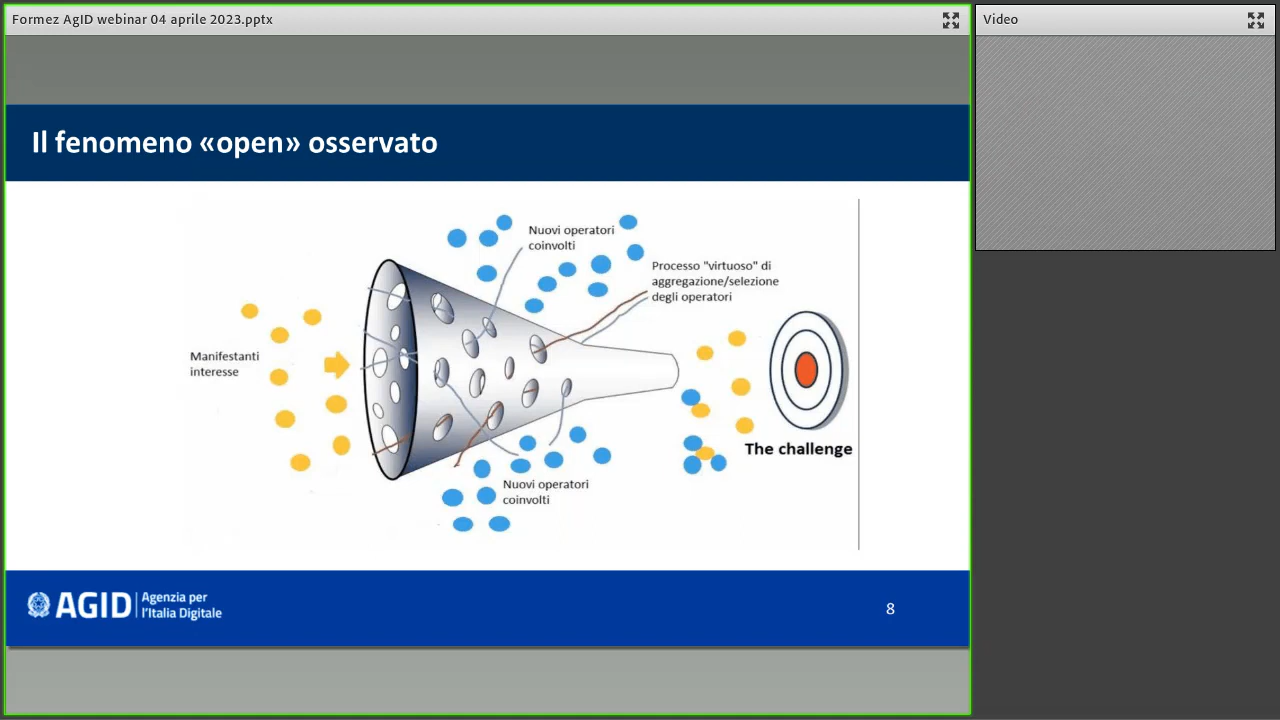 Formez AgID webinar 04 aprile 2023.pptx
Video
Il fenomeno «open» osservato
Nuovi operatori
coinvolti
Processo "virtuoso" di
aggregazione/selezione
degli operatori
Manifestanti
interesse
The challenge
Nuovi operatori
coinvolti
AGID
Agenzia per
l'Italia Digitale
8